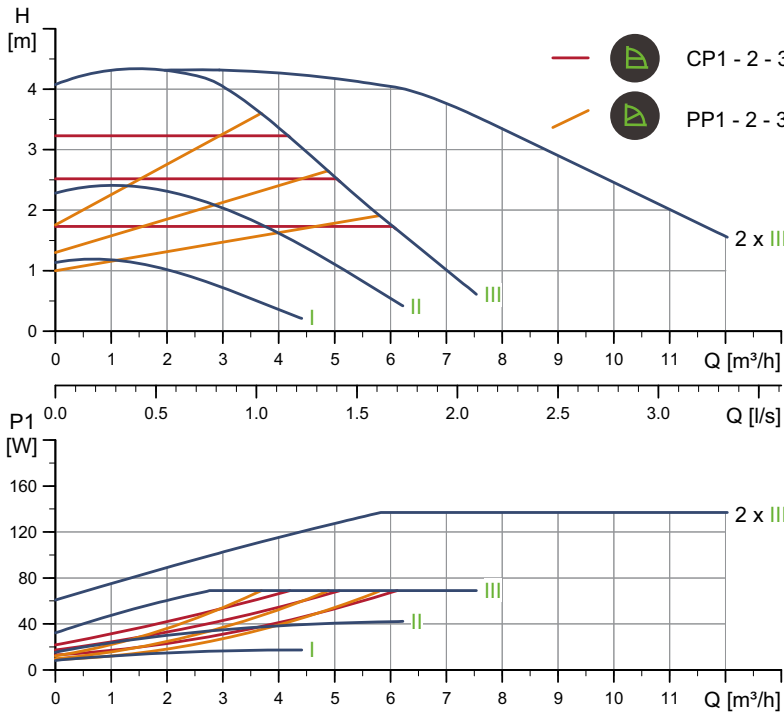 H
[m]
CP1 - 2 - 3
PP1 - 2 - 3
4
3
2
1
0
2 x III
III
II
I
0 1 2 3 4 5 6 7 8 9 10 11 Q [m³/h]
0.0 0.5 1.0 1.5 2.0 2.5 3.0 Q [l/s]
P1
[W]
160
120
80
40
0
2 x III
III
II
I
0 1 2 3 4 5 6 7 8 9 10 11 Q [m³/h]